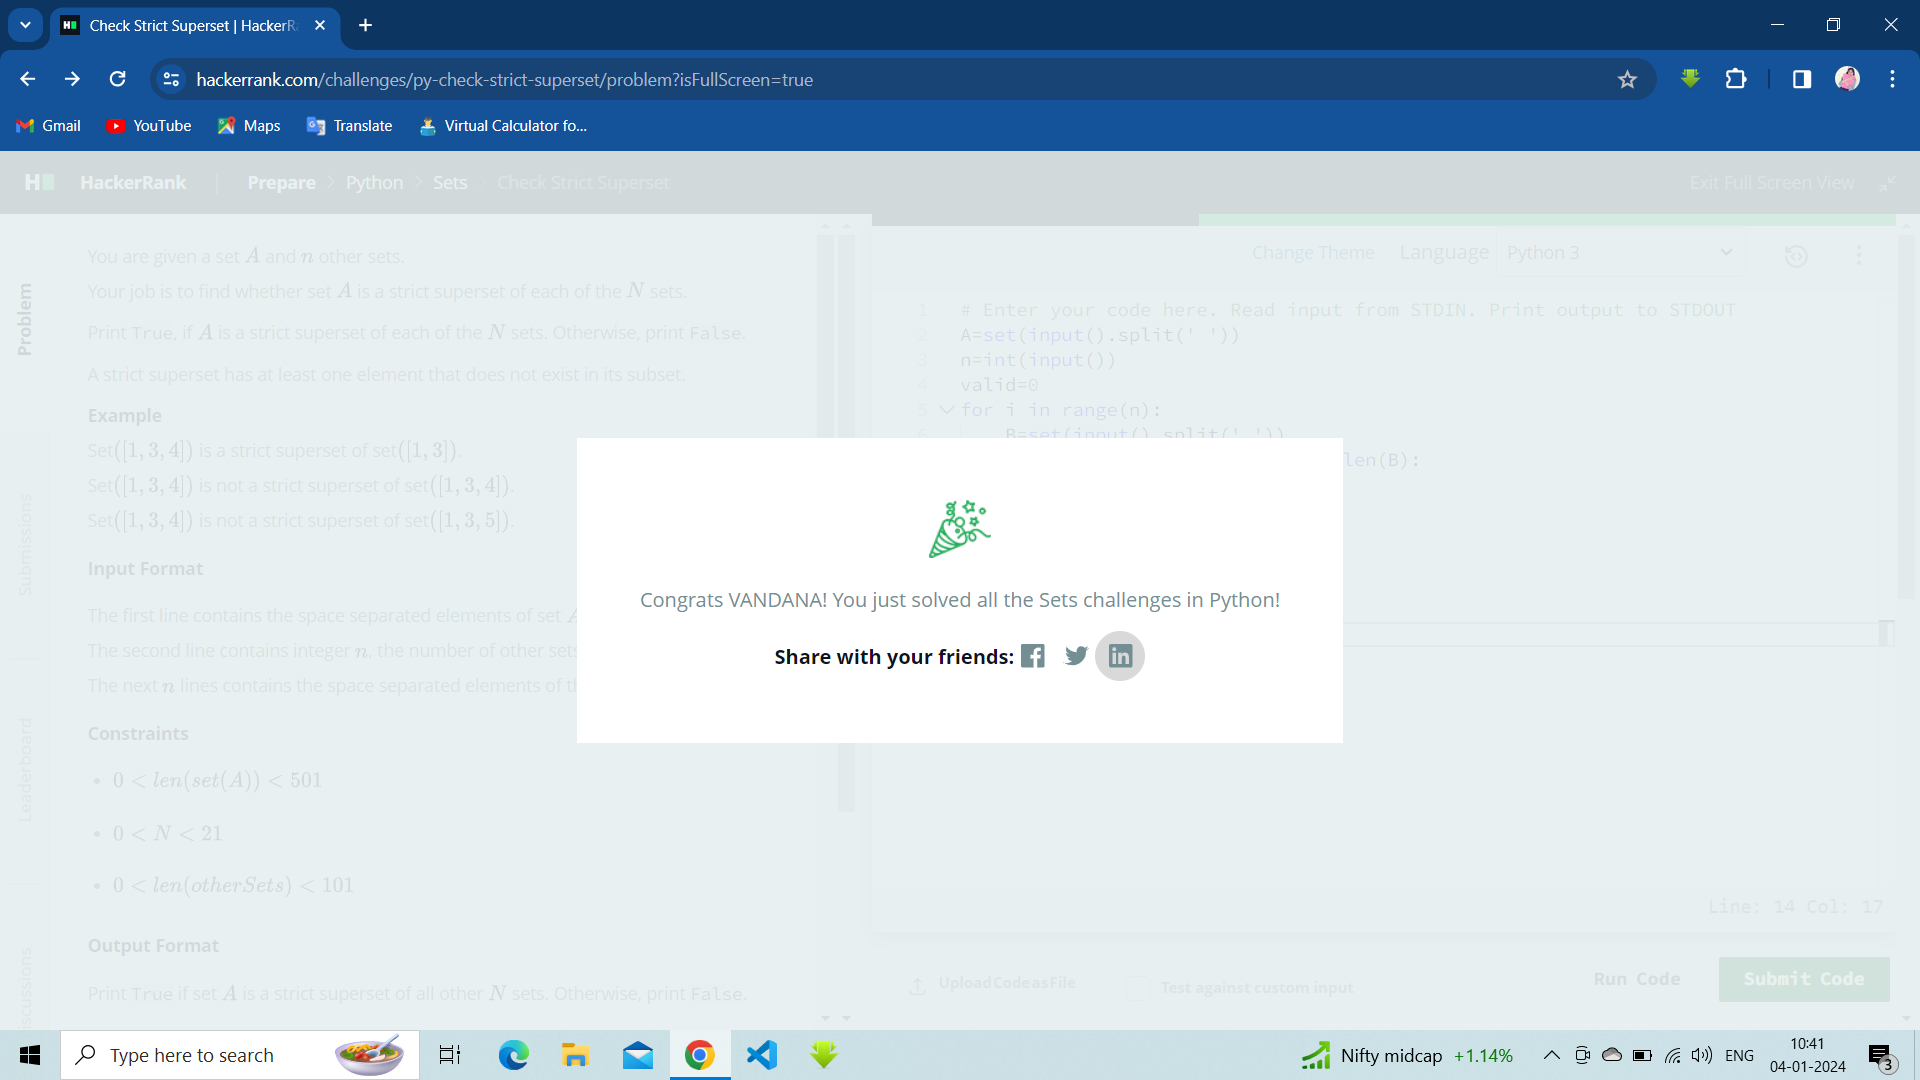 Check Strict Superset | HackerRa
hackerrank.com/challenges/py-check-strict-superset/problem?isFullScreen=true
Gmail YouTube Maps Translate Virtual Calculator fo...
HackerRank Prepare Python Sets Check Strict Superset Exit Full Screen View
Problem
Submissions
Leaderboard
You are given a set A and n other sets.
Your job is to find whether set A is a strict superset of each of the N sets.
Print True, if A is a strict superset of each of the N sets. Otherwise, print False.
A strict superset has at least one element that does not exist in its subset.
Example
Set([1, 3, 4]) is a strict superset of set([1, 3]).
Set([1, 3, 4]) is not a strict superset of set([1, 3, 4]).
Set([1, 3, 4]) is not a strict superset of set([1, 3, 5]).
Input Format
The first line contains the space separated elements of set A
The second line contains integer n, the number of other sets
The next n lines contains the space separated elements of
Constraints
• 0 < len(set(A)) < 501
• 0 < N < 21
• 0 < len(otherSets) < 101
Output Format
Print True if set A is a strict superset of all other N sets. Otherwise, print False.
Change Theme Language Python 3
1 # Enter your code here. Read input from STDIN. Print output to STDOUT
2 A=set(input().split(' '))
3 n=int(input())
4 valid=0
5 for i in range(n):
6 B=set(input().split(' '))
len(B):
Congrats VANDANA! You just solved all the Sets challenges in Python!
Share with your friends:
Line: 14 Col: 17
Upload Code as File Test against custom input Run Code Submit Code
Type here to search
Nifty midcap +1.14%
ENG
10:41
04-01-2024
3